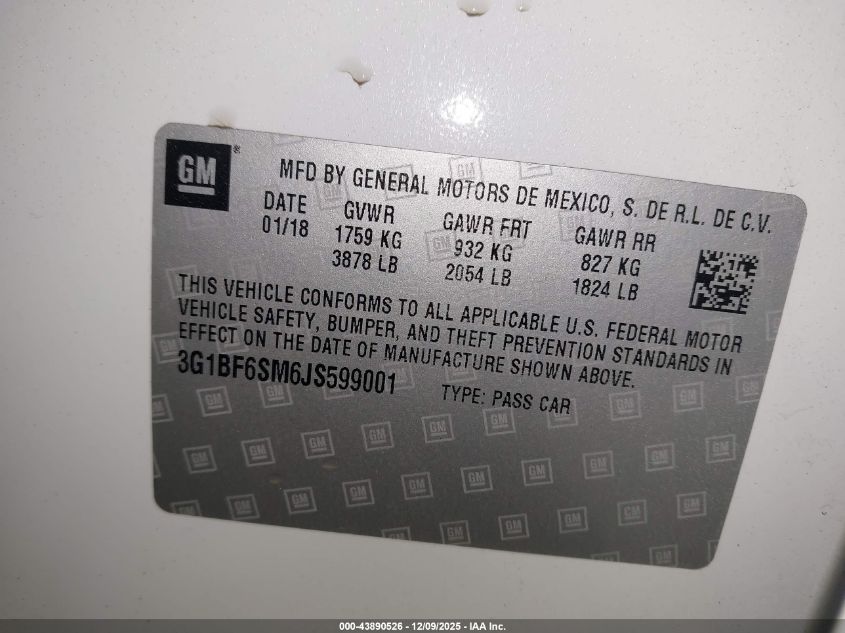 GM®
MFD BY GENERAL MOTORS DE MEXICO, S. DE R.L. DE C.V.
DATE GVWR GAWR FRT GAWR RR
01/18 1759 KG 932 KG 827 KG
3878 LB 2054 LB 1824 LB
THIS VEHICLE CONFORMS TO ALL APPLICABLE U.S. FEDERAL MOTOR
VEHICLE SAFETY, BUMPER, AND THEFT PREVENTION STANDARDS IN
EFFECT ON THE DATE OF MANUFACTURE SHOWN ABOVE.
3G1BF6SM6JS599001 TYPE: PASS CAR
000-43890526 - 12/09/2025 - IAA Inc.